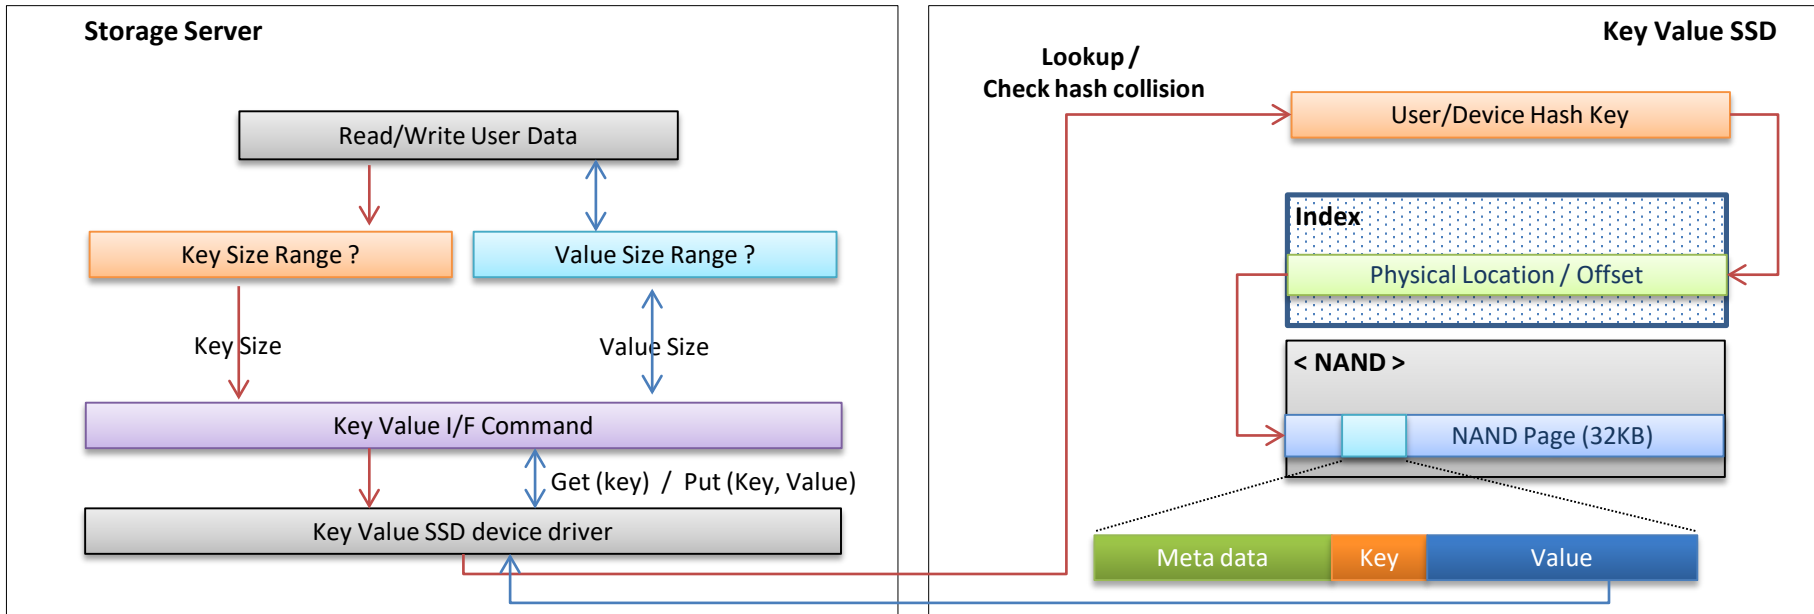 Storage Server
Read/Write User Data
Key Size Range ?
Value Size Range ?
Key Size
Value Size
Key Value I/F Command
Get (key) / Put (Key, Value)
Key Value SSD device driver
Key Value SSD
Lookup /
Check hash collision
User/Device Hash Key
Index
Physical Location / Offset
< NAND >
NAND Page (32KB)
Meta data
Key
Value